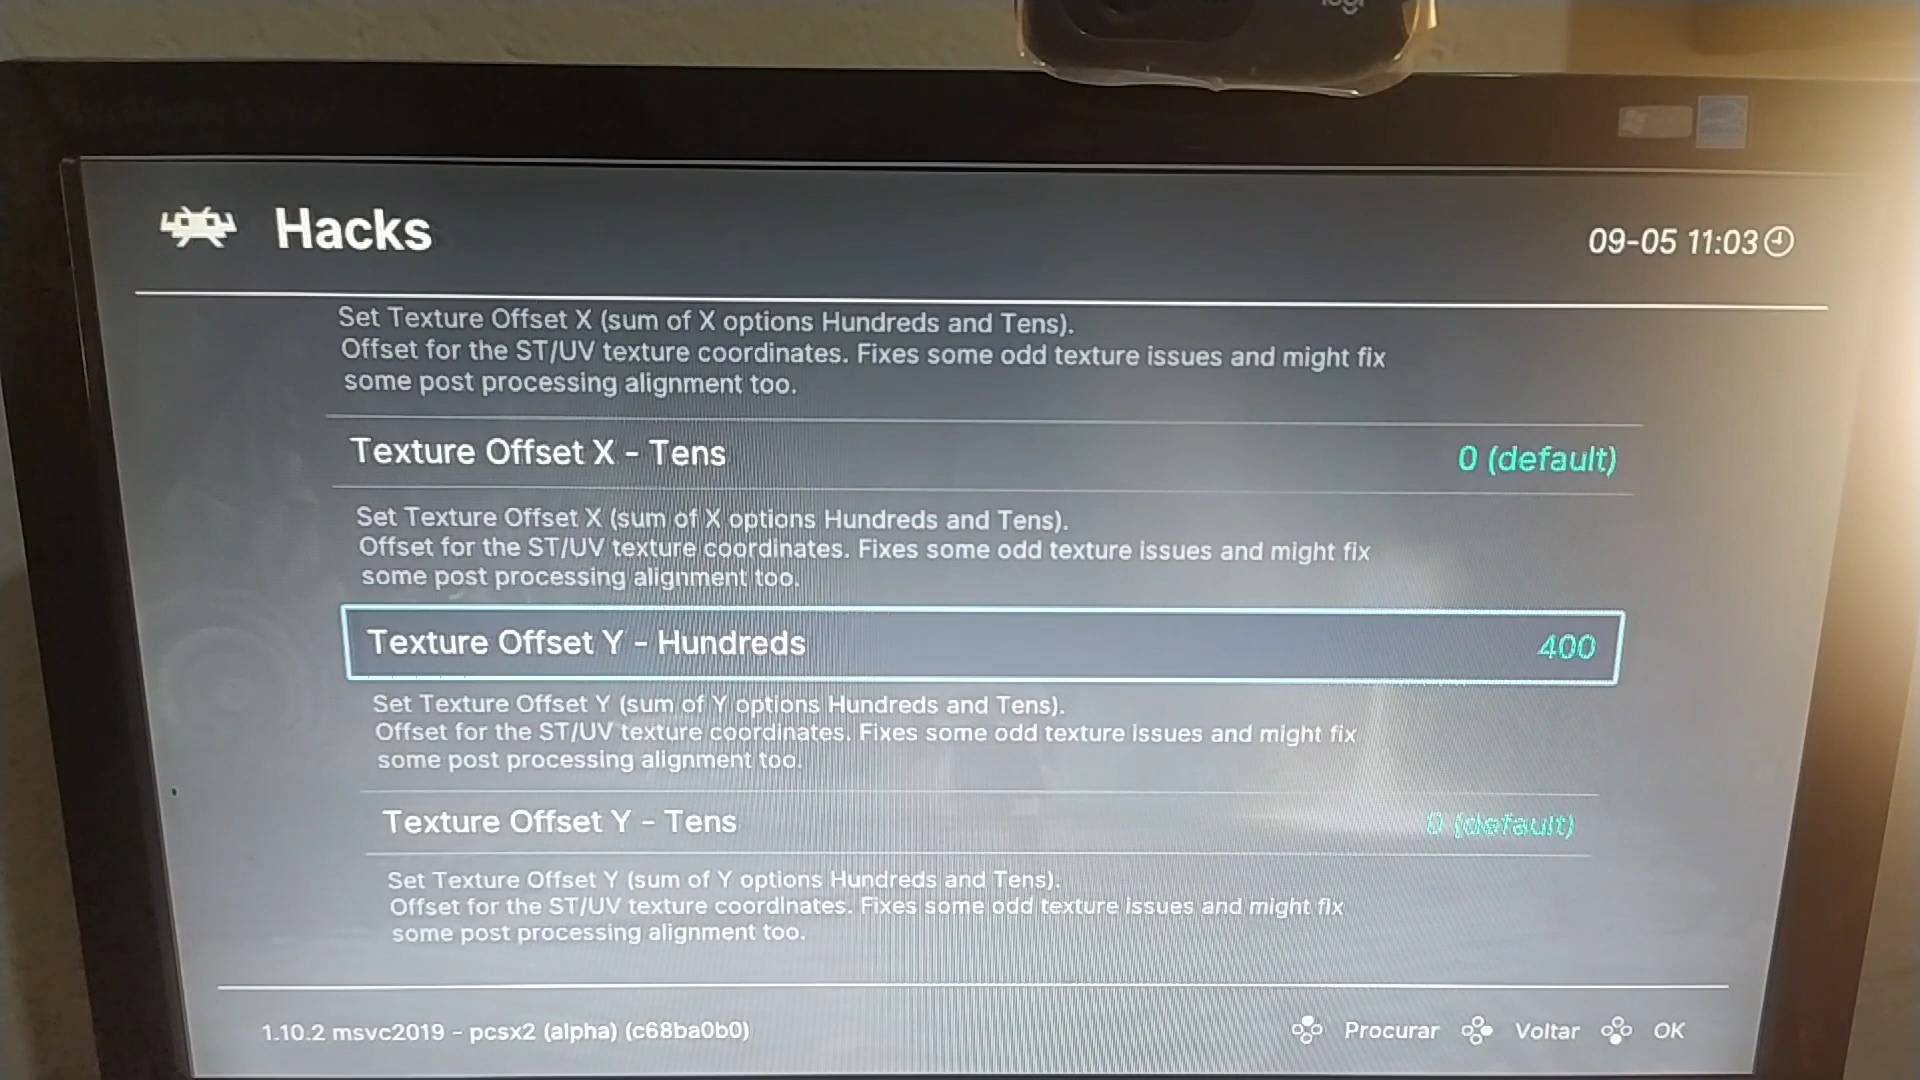 logi
Hacks
09-05 11:03
Set Texture Offset X (sum of X options Hundreds and Tens).
Offset for the ST/UV texture coordinates. Fixes some odd texture issues and might fix
some post processing alignment too.
Texture Offset X - Tens
0 (default)
Set Texture Offset X (sum of X options Hundreds and Tens).
Offset for the ST/UV texture coordinates. Fixes some odd texture issues and might fix
some post processing alignment too.
Texture Offset Y - Hundreds
400
Set Texture Offset Y (sum of Y options Hundreds and Tens).
Offset for the ST/UV texture coordinates. Fixes some odd texture issues and might fix
some post processing alignment too.
Texture Offset Y - Tens
0 (default)
Set Texture Offset Y (sum of Y options Hundreds and Tens).
Offset for the ST/UV texture coordinates. Fixes some odd texture issues and might fix
some post processing alignment too.
1.10.2 msvc2019 - pcsx2 (alpha) (c68ba0b0)
Procurar
Voltar
OK